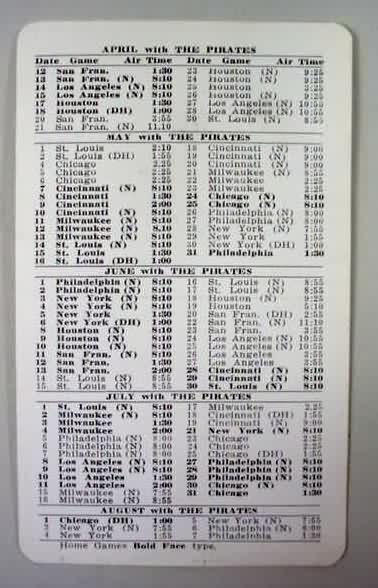 APRIL with THE PIRATES
Date Game Air Time Date Game Air Time
12 San Fran. 1:30 23 Houston (N) 9:25
13 San Fran. (N) 8:10 24 Houston (N) 9:25
14 Los Angeles (N) 8:10 25 Houston 3:25
15 Los Angeles (N) 8:10 26 Houston (N) 9:25
17 Houston 1:30 27 Los Angeles (N) 10:55
18 Houston (DH) 1:00 28 Los Angeles (N) 10:55
20 San Fran. 3:55 30 St. Louis (N) 8:55
21 San Fran. (N) 11.10
MAY with THE PIRATES
1 St. Louis 2:10 18 Cincinnati (N) 9:00
2 St. Louis (DH) 1:55 19 Cincinnati (N) 9:00
4 Chicago 2.25 20 Cincinnati (N) 9:00
5 Chicago 2:25 21 Milwaukee (N) 8:55
6 Chicago 2:25 22 Milwaukee 2:25
7 Cincinnati (N) 8:10 23 Milwaukee 2:25
8 Cincinnati 1:30 24 Chicago (N) 8:10
9 Cincinnati 2:00 25 Chicago (N) 8:10
10 Cincinnati (N) 8:10 26 Philadelphia (N) 8:00
11 Milwaukee (N) 8:10 27 Philadelphia (N) 8:00
12 Milwaukee (N) 8.10 28 New York (N) 7:55
13 Milwaukee (N) 8:10 29 New York 1:55
14 St. Louis (N) 8:10 30 New York (DH) 1:00
15 St. Louis 1:30 31 Philadelphia 1:30
16 St. Louis (DH) 1:00
JUNE with THE PIRATES
1 Philadelphia (N) 8:10 16 St. Louis (N) 8:55
2 Philadelphia (N) 8:10 17 St. Louis (N) 8:55
3 New York (N) 8:10 18 Houston (N) 9:25
4 New York (N) 8:10 19 Houston 5:10
5 New York 1:30 20 San Fran. (DH) 2:55
6 New York (DH) 1:00 22 San Fran. (N) 11:10
8 Houston (N) 8:10 23 San Fran. 3:55
9 Houston (N) 8:10 24 Los Angeles (N) 10:55
10 Houston (N) 8:10 25 Los Angeles (N) 10:55
11 San Fran. (N) 8:10 26 Los Angeles 3:55
12 San Fran. 1:30 27 Los Angeles 3:55
13 San Fran. 2:00 28 Cincinnati (N) 8:10
14 St. Louis (N) 8:55 29 Cincinnati (N) 8:10
15 St. Louis (N) 8:55 30 St. Louis (N) 8:10
JULY with THE PIRATES
1 St. Louis (N) 8:10 17 Milwaukee 2.25
2 Milwaukee (N) 8:10 18 Cincinnati (DH) 1:55
3 Milwaukee 1:30 19 Cincinnati (N) 9:00
4 Milwaukee 2:00 21 New York (N) 8:10
5 Philadelphia (N) 8:00 23 Chicago 2:25
6 Philadelphia (N) 8:00 24 Chicago 2:25
7 Philadelphia (N) 8:00 25 Chicago (DH) 1:55
8 Los Angeles (N) 8:10 27 Philadelphia (N) 8:10
9 Los Angeles (N) 8:10 28 Philadelphia (N) 8:10
10 Los Angeles 1:30 29 Philadelphia (N) 8:10
11 Los Angeles 2:00 30 Chicago (N) 8:10
15 Milwaukee (N) 7:55 31 Chicago 1:30
16 Milwaukee (N) 8:55
AUGUST with THE PIRATES
1 Chicago (DH) 1:00 5 New York (N) 7:55
3 New York (N) 7:55 6 Philadelphia (N) 6:00
4 New York (N) 7:55 7 Philadelphia 1:30
Home Games Bold Face type.